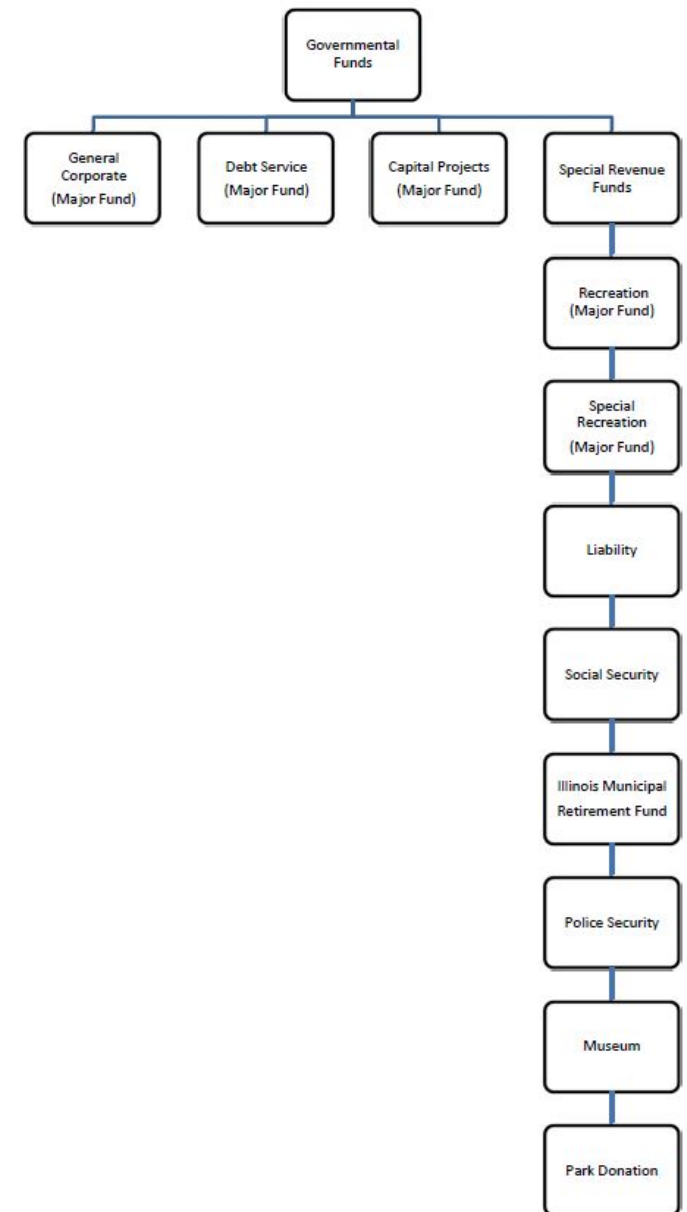 Governmental
Funds
General
Corporate
(Major Fund)
Debt Service
(Major Fund)
Capital Projects
(Major Fund)
Special Revenue
Funds
Recreation
(Major Fund)
Special
Recreation
(Major Fund)
Liability
Social Security
Illinois Municipal
Retirement Fund
Police Security
Museum
Park Donation